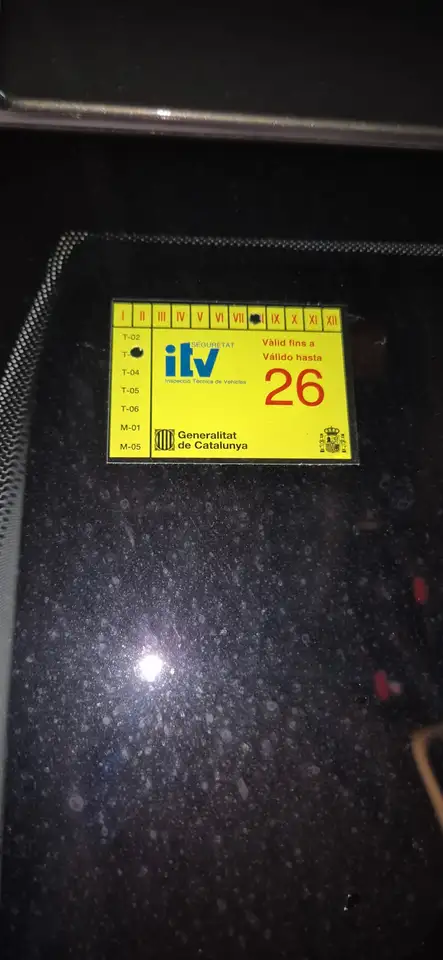 I II III IV V VI VII IX X XI XII
T-02
T-04
T-05
T-06
M-01
M-05
SEGURETAT
itv
Inspecció Tècnica de Vehicles
Vàlid fins a
Válido hasta
26
Generalitat
de Catalunya